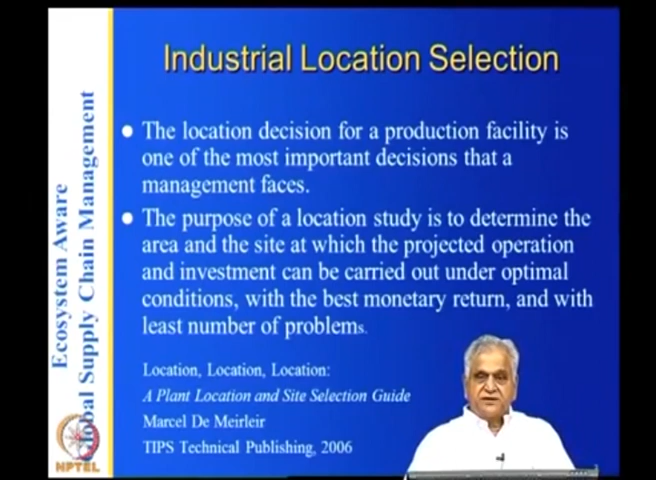 Industrial Location Selection
Ecosystem Aware
Global Supply Chain Management
The location decision for a production facility is
one of the most important decisions that a
management faces.
The purpose of a location study is to determine the
area and the site at which the projected operation
and investment can be carried out under optimal
conditions, with the best monetary return, and with
least number of problems.
Location, Location, Location:
A Plant Location and Site Selection Guide
Marcel De Meirleir
TIPS Technical Publishing, 2006
NPTEL